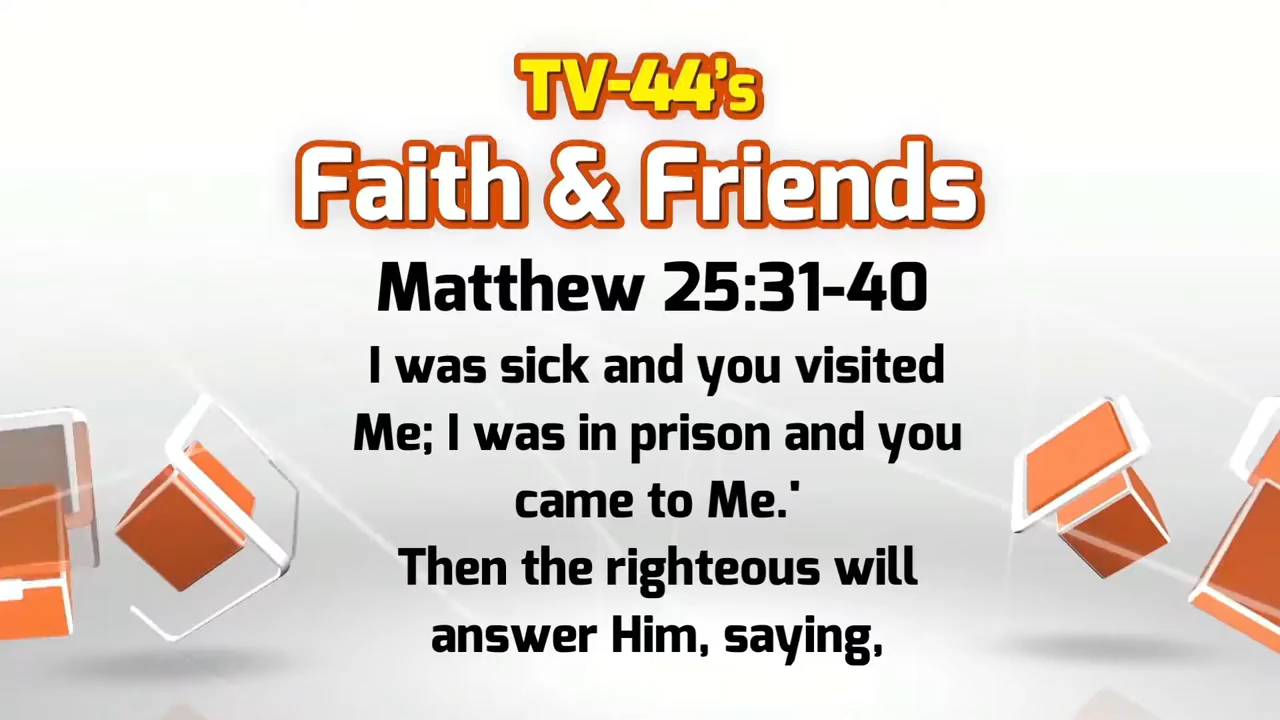 TV-44's
Faith & Friends
Matthew 25:31-40
I was sick and you visited
Me; I was in prison and you
came to Me.'
Then the righteous will
answer Him, saying,